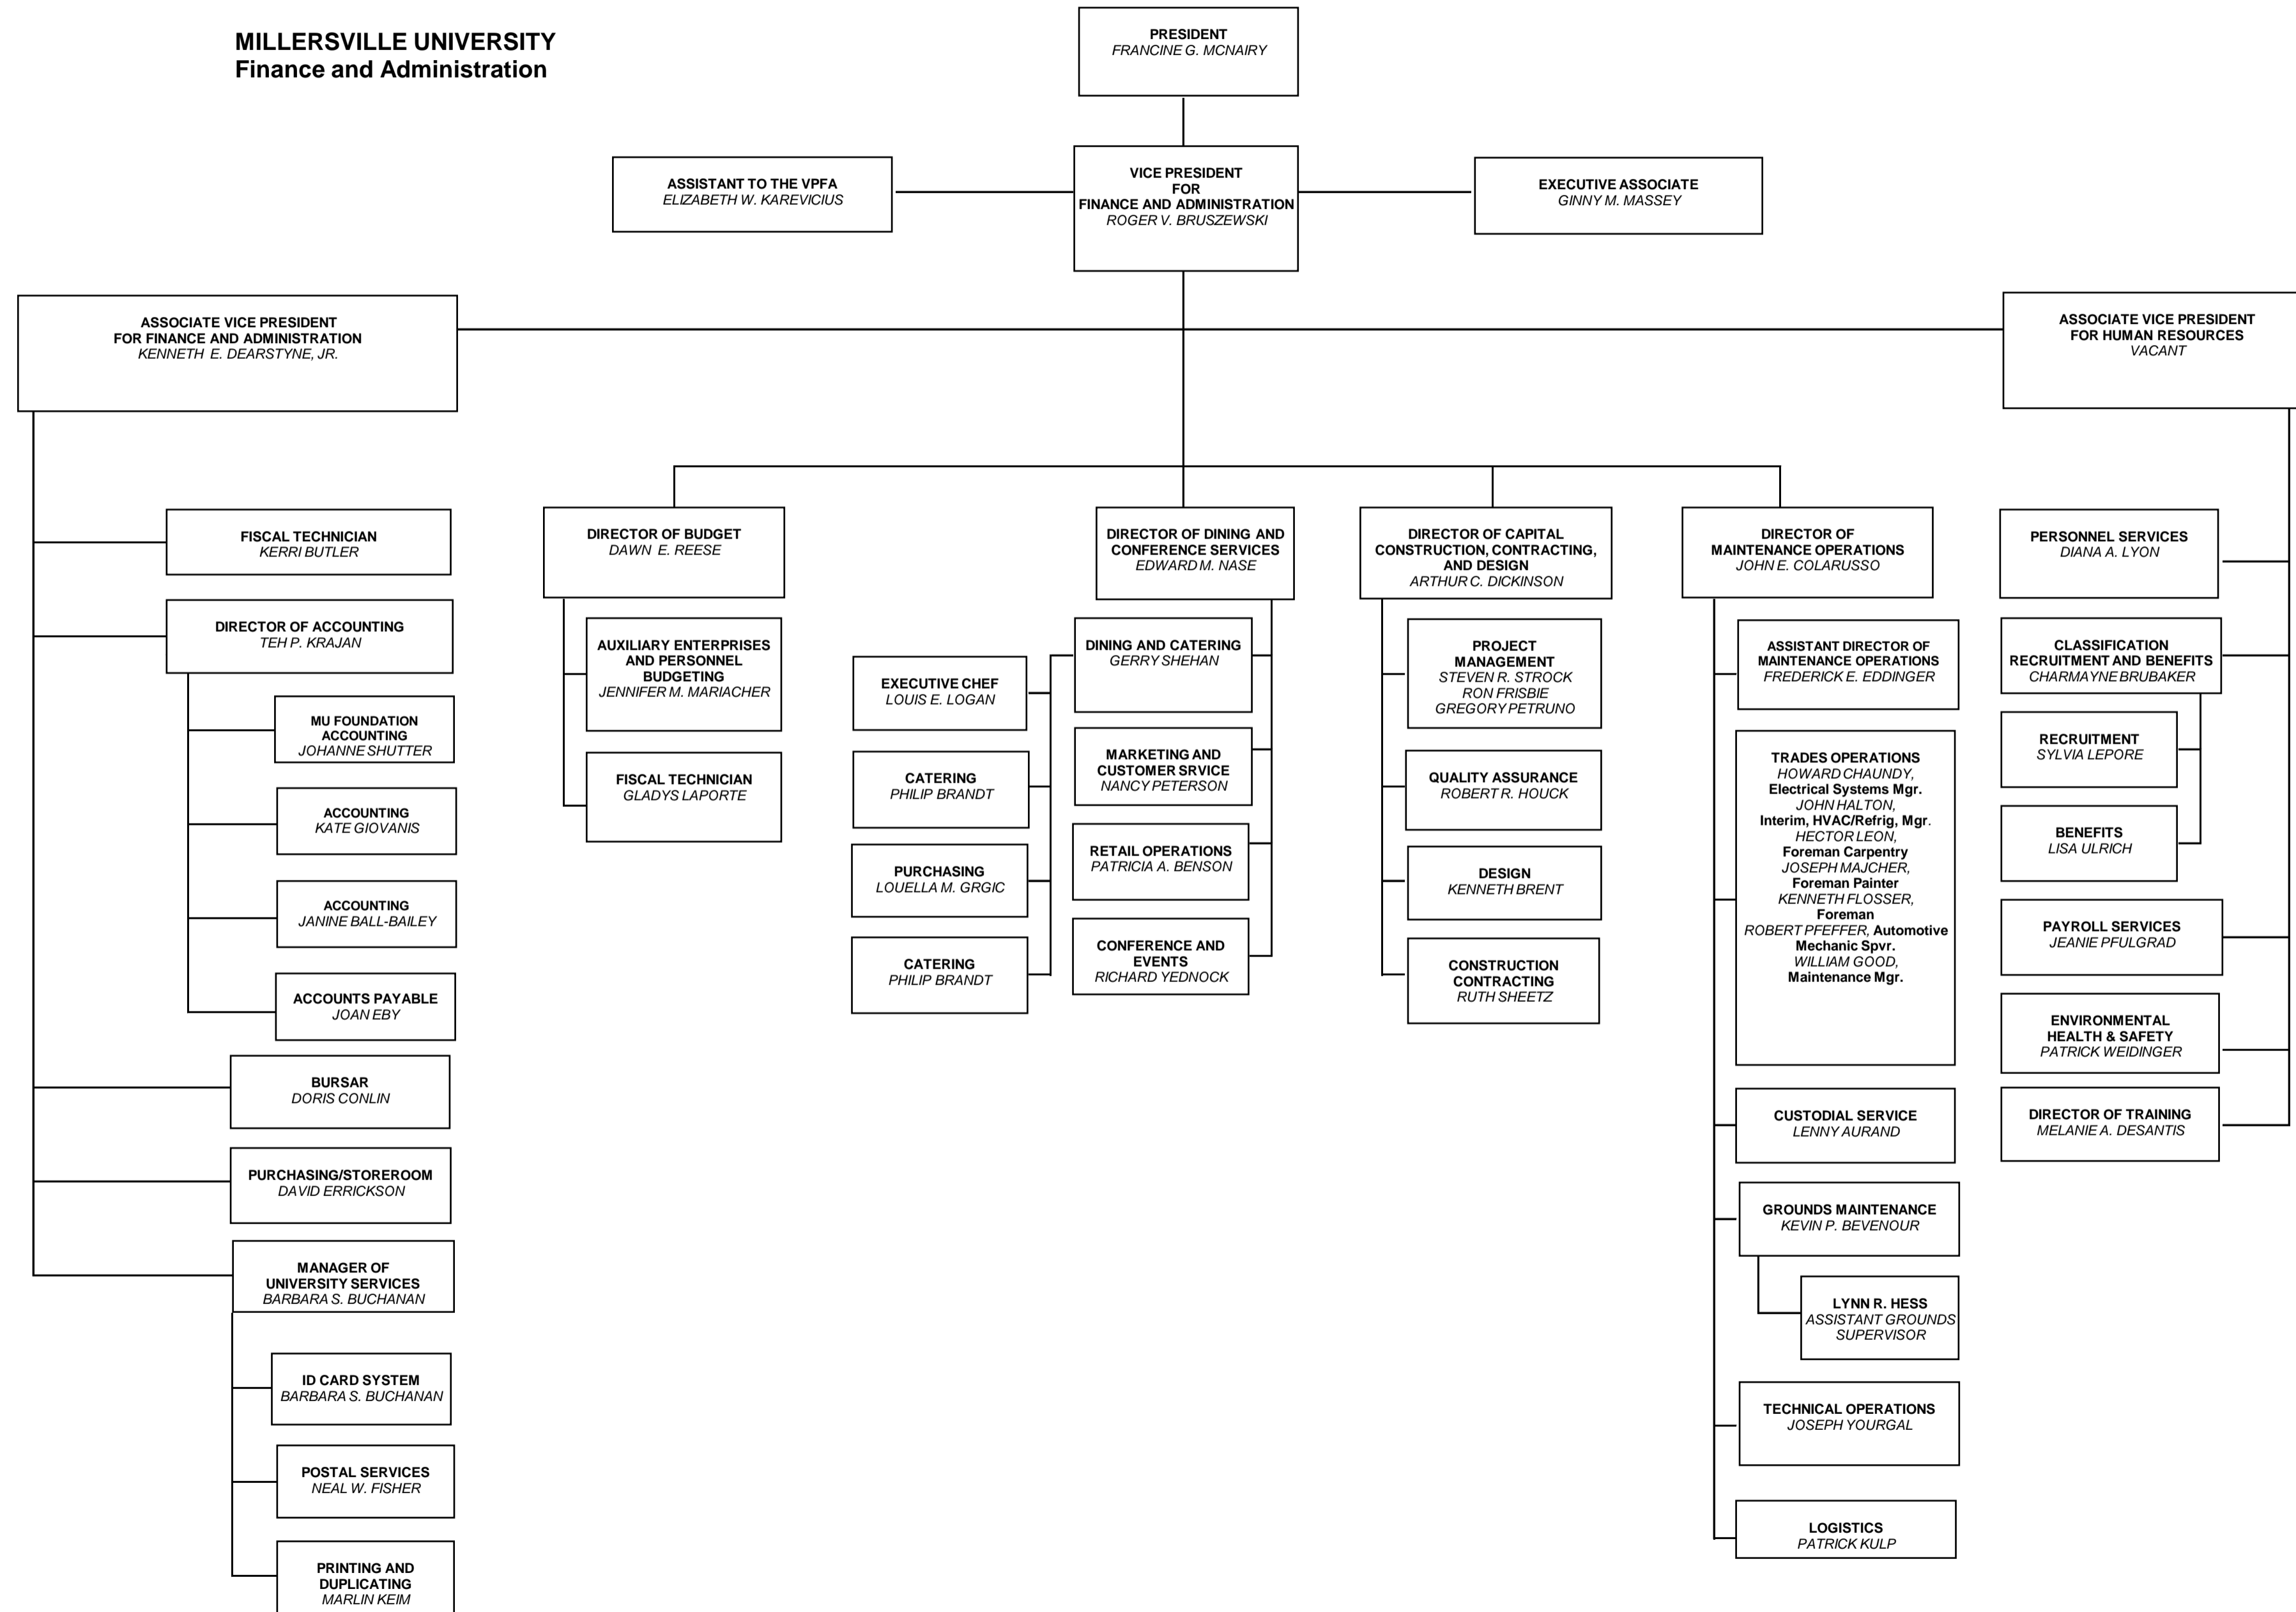 MILLERSVILLE UNIVERSITY
Finance and Administration
PRESIDENT
FRANCINE G. MCNAIRY
ASSISTANT TO THE VPFA
ELIZABETH W. KAREVICIUS
VICE PRESIDENT
FOR
FINANCE AND ADMINISTRATION
ROGER V. BRUSZEWSKI
EXECUTIVE ASSOCIATE
GINNY M. MASSEY
ASSOCIATE VICE PRESIDENT
FOR FINANCE AND ADMINISTRATION
KENNETH E. DEARSTYNE, JR.
ASSOCIATE VICE PRESIDENT
FOR HUMAN RESOURCES
VACANT
FISCAL TECHNICIAN
KERRI BUTLER
DIRECTOR OF ACCOUNTING
TEH P. KRAJAN
MU FOUNDATION
ACCOUNTING
JOHANNE SHUTTER
ACCOUNTING
KATE GIOVANIS
ACCOUNTING
JANINE BALL-BAILEY
ACCOUNTS PAYABLE
JOAN EBY
BURSAR
DORIS CONLIN
PURCHASING/STOREROOM
DAVID ERRICKSON
MANAGER OF
UNIVERSITY SERVICES
BARBARA S. BUCHANAN
ID CARD SYSTEM
BARBARA S. BUCHANAN
POSTAL SERVICES
NEAL W. FISHER
PRINTING AND
DUPLICATING
MARLIN KEIM
DIRECTOR OF BUDGET
DAWN E. REESE
AUXILIARY ENTERPRISES
AND PERSONNEL
BUDGETING
JENNIFER M. MARIACHER
FISCAL TECHNICIAN
GLADYS LAPORTE
DIRECTOR OF DINING AND
CONFERENCE SERVICES
EDWARD M. NASE
DINING AND CATERING
GERRY SHEHAN
EXECUTIVE CHEF
LOUIS E. LOGAN
CATERING
PHILIP BRANDT
PURCHASING
LOUELLA M. GRGIC
CATERING
PHILIP BRANDT
MARKETING AND
CUSTOMER SRVICE
NANCY PETERSON
RETAIL OPERATIONS
PATRICIA A. BENSON
CONFERENCE AND
EVENTS
RICHARD YEDNOCK
DIRECTOR OF CAPITAL
CONSTRUCTION, CONTRACTING,
AND DESIGN
ARTHUR C. DICKINSON
PROJECT
MANAGEMENT
STEVEN R. STROCK
RON FRISBIE
GREGORY PETRUNO
QUALITY ASSURANCE
ROBERT R. HOUCK
DESIGN
KENNETH BRENT
CONSTRUCTION
CONTRACTING
RUTH SHEETZ
DIRECTOR OF
MAINTENANCE OPERATIONS
JOHN E. COLARUSSO
ASSISTANT DIRECTOR OF
MAINTENANCE OPERATIONS
FREDERICK E. EDDINGER
TRADES OPERATIONS
HOWARD CHAUNDY,
Electrical Systems Mgr.
JOHN HALTON,
Interim, HVAC/Refrig, Mgr.
HECTOR LEON,
Foreman Carpentry
JOSEPH MAJCHER,
Foreman Painter
KENNETH FLOSSER,
Foreman
ROBERT PFEFFER, Automotive
Mechanic Spvr.
WILLIAM GOOD,
Maintenance Mgr.
CUSTODIAL SERVICE
LENNY AURAND
GROUNDS MAINTENANCE
KEVIN P. BEVENOUR
LYNN R. HESS
ASSISTANT GROUNDS
SUPERVISOR
TECHNICAL OPERATIONS
JOSEPH YOURGAL
LOGISTICS
PATRICK KULP
PERSONNEL SERVICES
DIANA A. LYON
CLASSIFICATION
RECRUITMENT AND BENEFITS
CHARMAYNE BRUBAKER
RECRUITMENT
SYLVIA LEPORE
BENEFITS
LISA ULRICH
PAYROLL SERVICES
JEANIE PFULGRAD
ENVIRONMENTAL
HEALTH & SAFETY
PATRICK WEIDINGER
DIRECTOR OF TRAINING
MELANIE A. DESANTIS